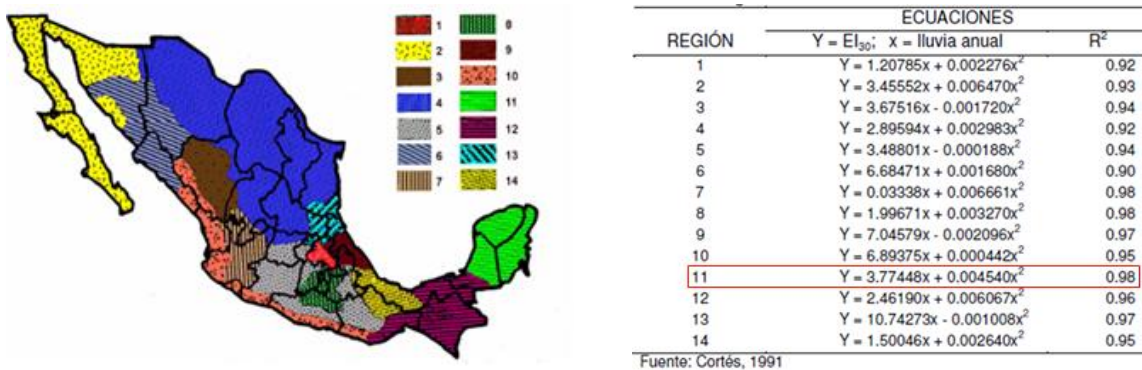 1
2
3
4
5
6
7
8
9
10
11
12
13
14
ECUACIONES
REGIÓN Y = EI30; x = lluvia anual R2
1 Y = 1.20785x + 0.002276x2 0.92
2 Y = 3.45552x + 0.006470x2 0.93
3 Y = 3.67516x - 0.001720x2 0.94
4 Y = 2.89594x + 0.002983x2 0.92
5 Y = 3.48801x - 0.000188x2 0.94
6 Y = 6.68471x + 0.001680x2 0.90
7 Y = 0.03338x + 0.006661x2 0.98
8 Y = 1.99671x + 0.003270x2 0.98
9 Y = 7.04579x - 0.002096x2 0.97
10 Y = 6.89375x + 0.000442x2 0.95
11 Y = 3.77448x + 0.004540x2 0.98
12 Y = 2.46190x + 0.006067x2 0.96
13 Y = 10.74273x - 0.001008x2 0.97
14 Y = 1.50046x + 0.002640x2 0.95
Fuente: Cortés, 1991